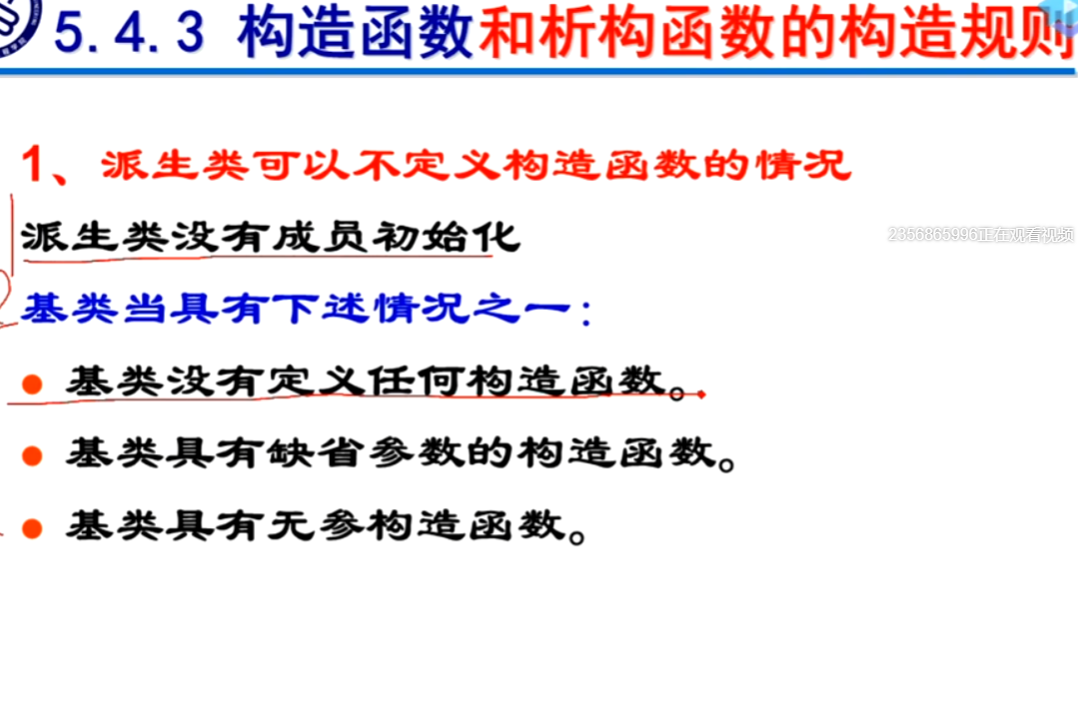 5.4.3 构造函数和析构函数的构造规则
1、派生类可以不定义构造函数的情况
派生类没有成员初始化
2356865996正在观看视频
基类当具有下述情况之一：
● 基类没有定义任何构造函数。
● 基类具有缺省参数的构造函数。
● 基类具有无参构造函数。